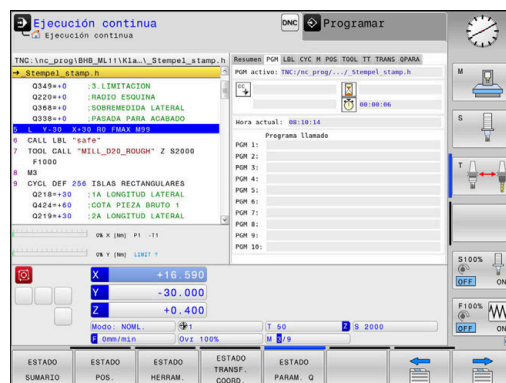 Ejecución continua
Ejecución continua
DNC
Programar
TNC:\nc_prog\BHB_ML11\Kla…\_Stempel_stamp.h
→_Stempel_stamp.h
Q349=+0 ;3.LIMITACION
Q220=+0 ;RADIO ESQUINA
Q368=+0 ;SOBREMEDIDA LATERAL
Q338=+0 ;PASADA PARA ACABADO
5 L Y-30 X+30 R0 FMAX M99
6 CALL LBL "safe"
7 TOOL CALL "MILL_D20_ROUGH" Z S2000
F1000
8 M3
9 CYCL DEF 256 ISLAS RECTANGULARES
Q218=+30 ;1A LONGITUD LATERAL
Q424=+60 ;COTA PIEZA BRUTO 1
Q219=+30 ;2A LONGITUD LATERAL
0% X [Nm] P1 -T1
0% Y [Nm] LIMIT 1
Resumen PGM LBL CYC M POS TOOL TT TRANS QPARA
PGM activo: TNC:/nc_prog/.../_Stempel_stamp.h
CC
00:00:06
Hora actual: 08:10:14
Programa llamado
PGM 1:
PGM 2:
PGM 3:
PGM 4:
PGM 5:
PGM 6:
PGM 7:
PGM 8:
PGM 9:
PGM 10:
X +16.590
Y -30.000
Z +0.400
Modo: NOML. 1 T 50 Z S 2000
F 0mm/min Ovr 100% M 3/9
M
S
T
S100%
OFF ON
F100%
OFF ON
ESTADO SUMARIO
ESTADO POS.
ESTADO HERRAM.
ESTADO TRANSF. COORD.
ESTADO PARAM. Q